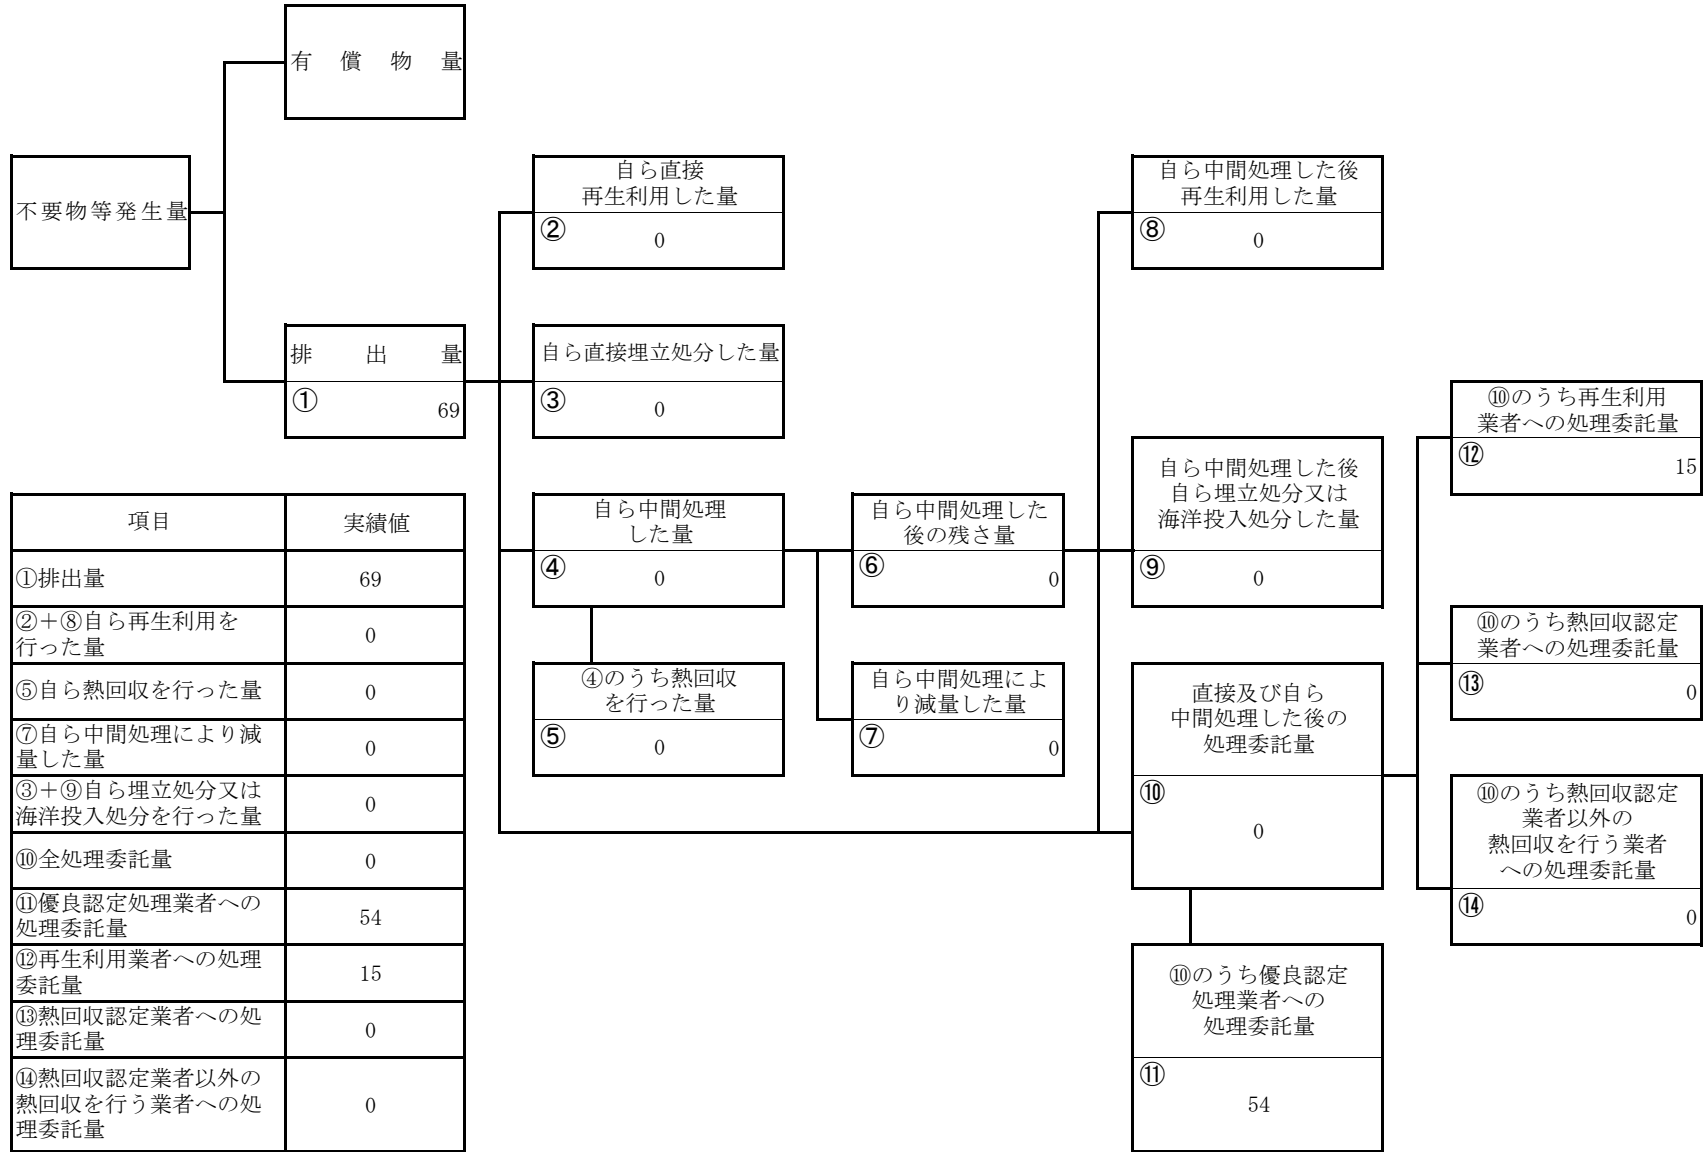 有償物量
不要物等発生量
排出量
① 69
自ら直接
再生利用した量
② 0
自ら直接埋立処分した量
③ 0
自ら中間処理
した量
④ 0
④のうち熱回収
を行った量
⑤ 0
自ら中間処理した
後の残さ量
⑥ 0
自ら中間処理によ
り減量した量
⑦ 0
自ら中間処理した後
再生利用した量
⑧ 0
自ら中間処理した後
自ら埋立処分又は
海洋投入処分した量
⑨ 0
直接及び自ら
中間処理した後の
処理委託量
⑩
0
⑩のうち優良認定
処理業者への
処理委託量
⑪
54
⑩のうち再生利用
業者への処理委託量
⑫ 15
⑩のうち熱回収認定
業者への処理委託量
⑬ 0
⑩のうち熱回収認定
業者以外の
熱回収を行う業者
への処理委託量
⑭ 0
項目 実績値
①排出量 69
②＋⑧自ら再生利用を
行った量 0
⑤自ら熱回収を行った量 0
⑦自ら中間処理により減
量した量 0
③＋⑨自ら埋立処分又は
海洋投入処分を行った量 0
⑩全処理委託量 0
⑪優良認定処理業者への
処理委託量 54
⑫再生利用業者への処理
委託量 15
⑬熱回収認定業者への処
理委託量 0
⑭熱回収認定業者以外の
熱回収を行う業者への処 0
理委託量